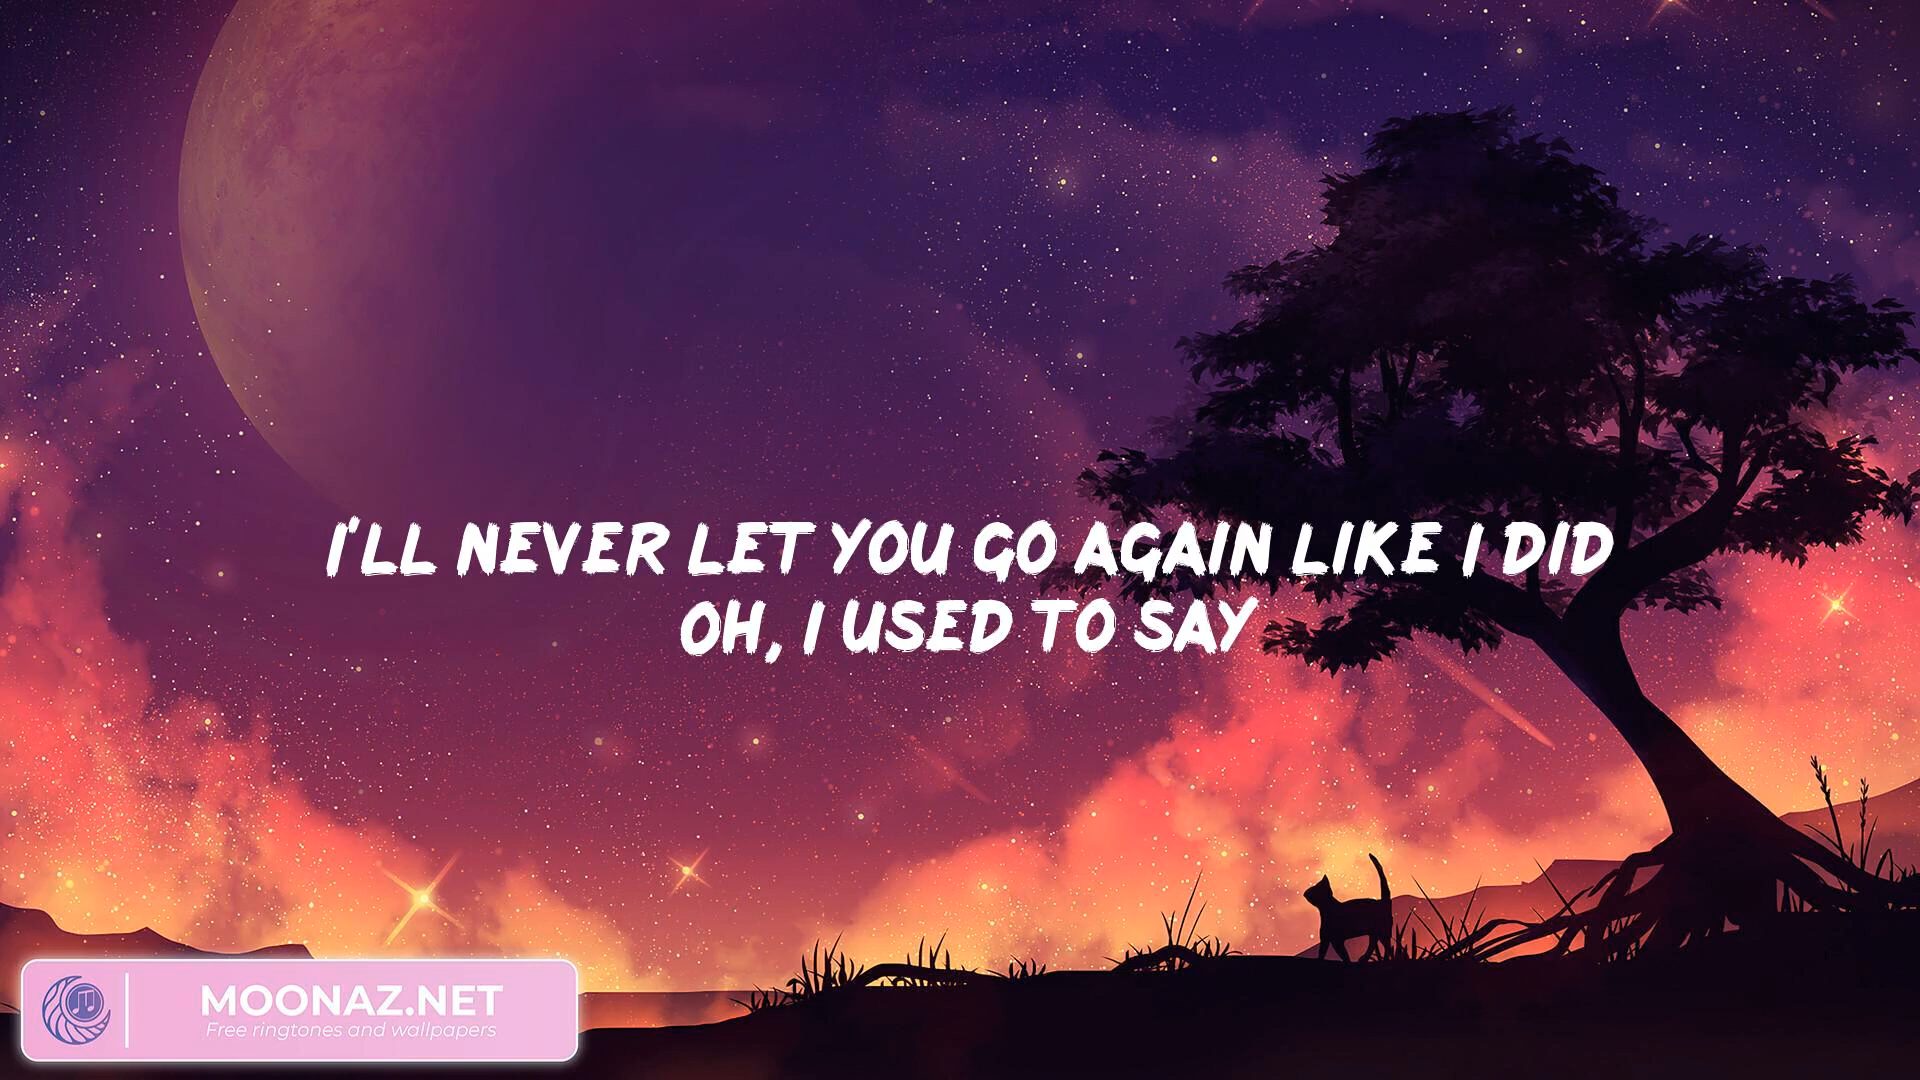 I'LL NEVER LET YOU GO AGAIN LIKE I DID
OH, I USED TO SAY
MOONAZ.NET
Free ringtones and wallpapers